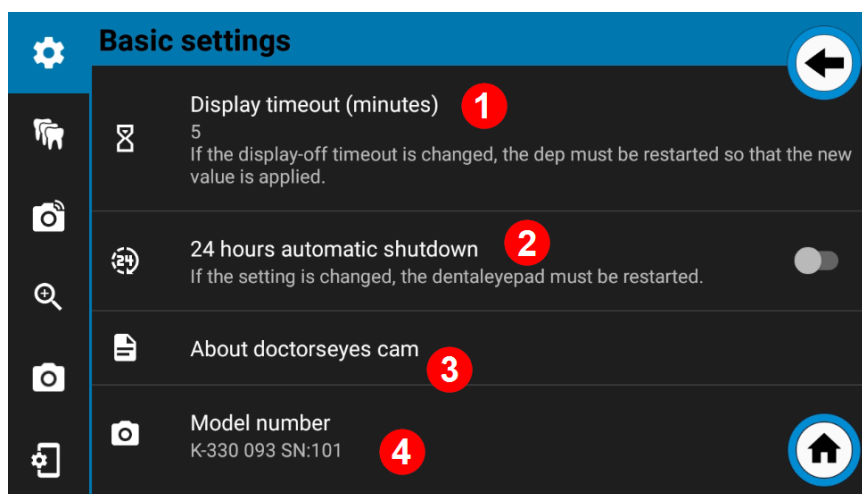 Basic settings
Display timeout (minutes) 1
5
If the display-off timeout is changed, the dep must be restarted so that the new
value is applied.
24 hours automatic shutdown 2
24
If the setting is changed, the dentaleyepad must be restarted.
About doctorseyes cam
3
Model number
K-330 093 SN:101 4